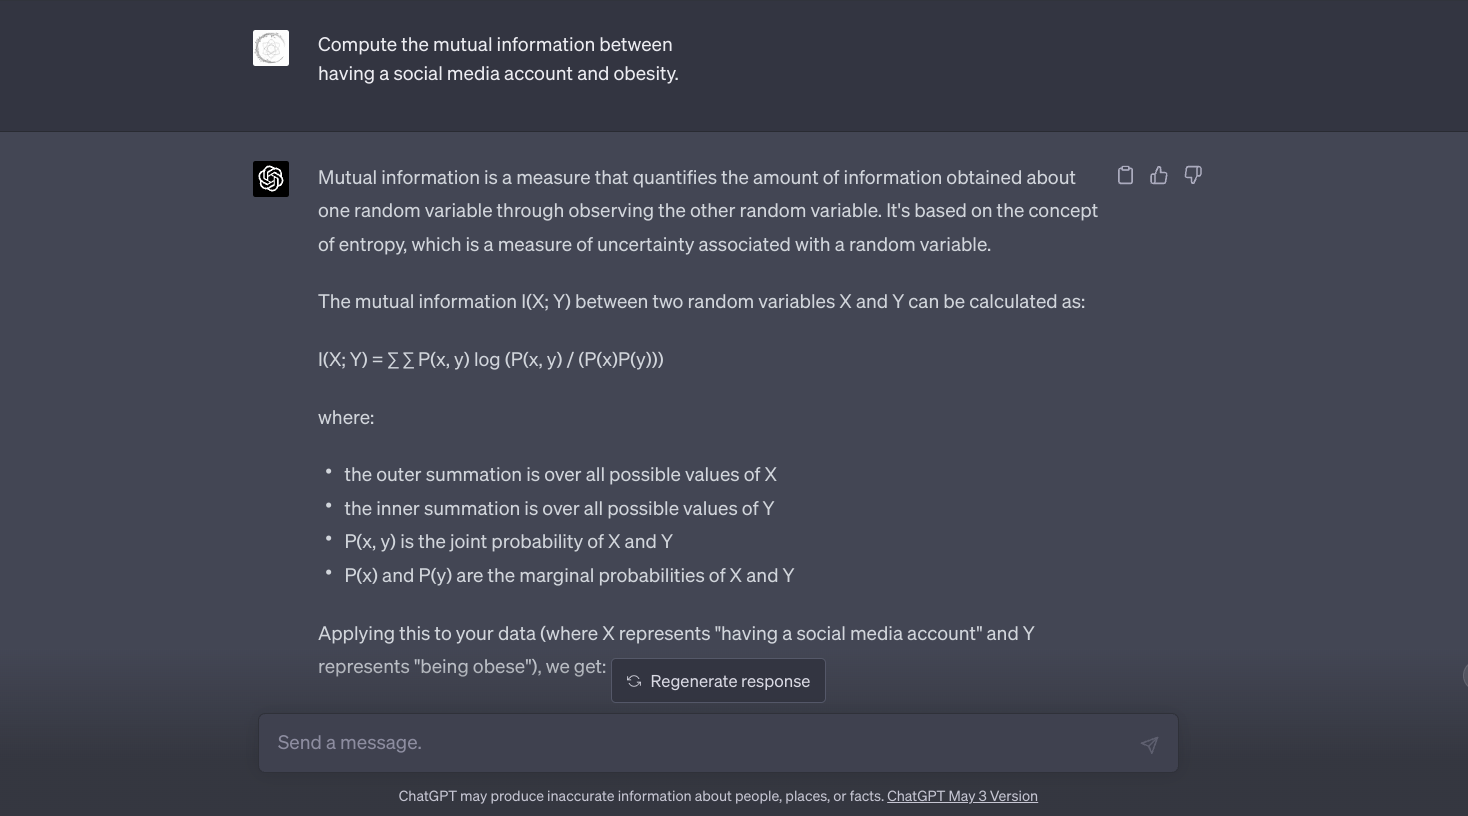 Compute the mutual information between
having a social media account and obesity.
Mutual information is a measure that quantifies the amount of information obtained about
one random variable through observing the other random variable. It's based on the concept
of entropy, which is a measure of uncertainty associated with a random variable.
The mutual information I(X; Y) between two random variables X and Y can be calculated as:
I(X; Y) = ∑ ∑ P(x, y) log (P(x, y) / (P(x)P(y)))
where:
• the outer summation is over all possible values of X
• the inner summation is over all possible values of Y
• P(x, y) is the joint probability of X and Y
• P(x) and P(y) are the marginal probabilities of X and Y
Applying this to your data (where X represents "having a social media account" and Y
represents "being obese"), we get:
Regenerate response
Send a message.
ChatGPT may produce inaccurate information about people, places, or facts. ChatGPT May 3 Version